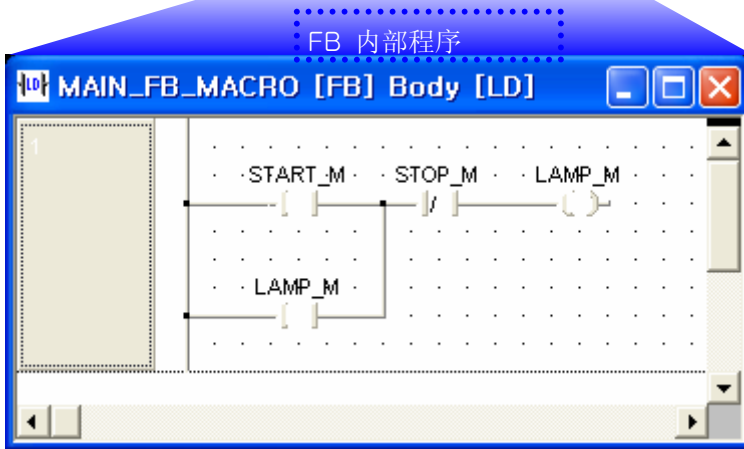 FB 内部程序
MAIN_FB_MACRO [FB] Body [LD]
1
START_M STOP_M LAMP_M
LAMP_M